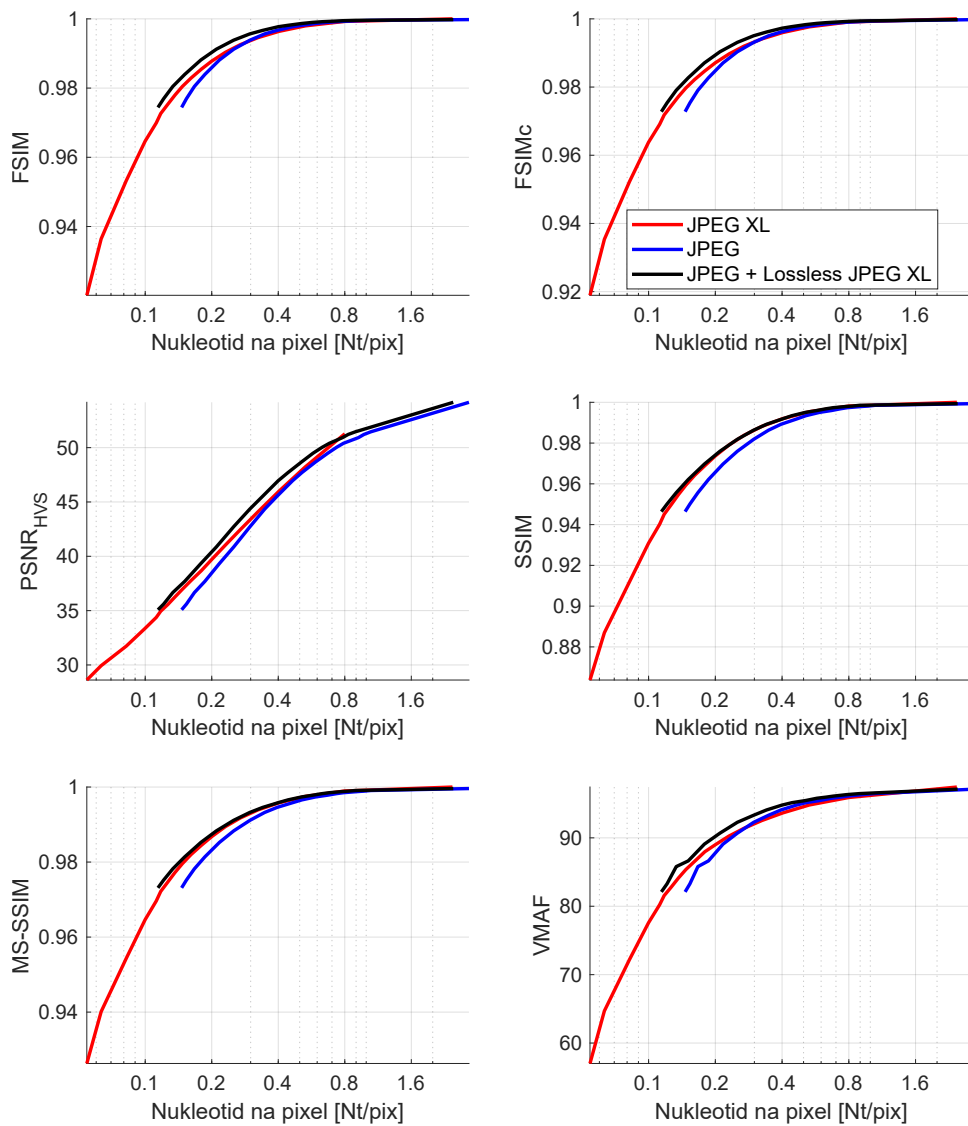 FSIM
1
0.98
0.96
0.94
0.1 0.2 0.4 0.8 1.6
Nukleotid na pixel [Nt/pix]
FSIMc
1
0.98
0.96
0.94
0.92
JPEG XL
JPEG
JPEG + Lossless JPEG XL
0.1 0.2 0.4 0.8 1.6
Nukleotid na pixel [Nt/pix]
PSNR_HVS
50
45
40
35
30
0.1 0.2 0.4 0.8 1.6
Nukleotid na pixel [Nt/pix]
SSIM
1
0.98
0.96
0.94
0.92
0.9
0.88
0.1 0.2 0.4 0.8 1.6
Nukleotid na pixel [Nt/pix]
MS-SSIM
1
0.98
0.96
0.94
0.1 0.2 0.4 0.8 1.6
Nukleotid na pixel [Nt/pix]
VMAF
90
80
70
60
0.1 0.2 0.4 0.8 1.6
Nukleotid na pixel [Nt/pix]